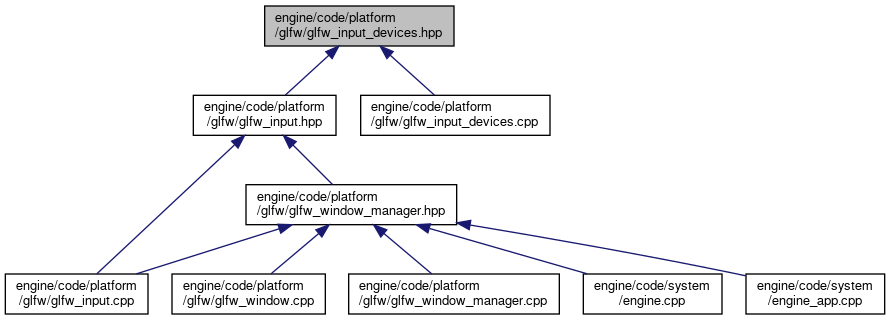 engine/code/platform
/glfw/glfw_input_devices.hpp
engine/code/platform
/glfw/glfw_input.hpp
engine/code/platform
/glfw/glfw_input_devices.cpp
engine/code/platform
/glfw/glfw_window_manager.hpp
engine/code/platform
/glfw/glfw_input.cpp
engine/code/platform
/glfw/glfw_window.cpp
engine/code/platform
/glfw/glfw_window_manager.cpp
engine/code/system
/engine.cpp
engine/code/system
/engine_app.cpp